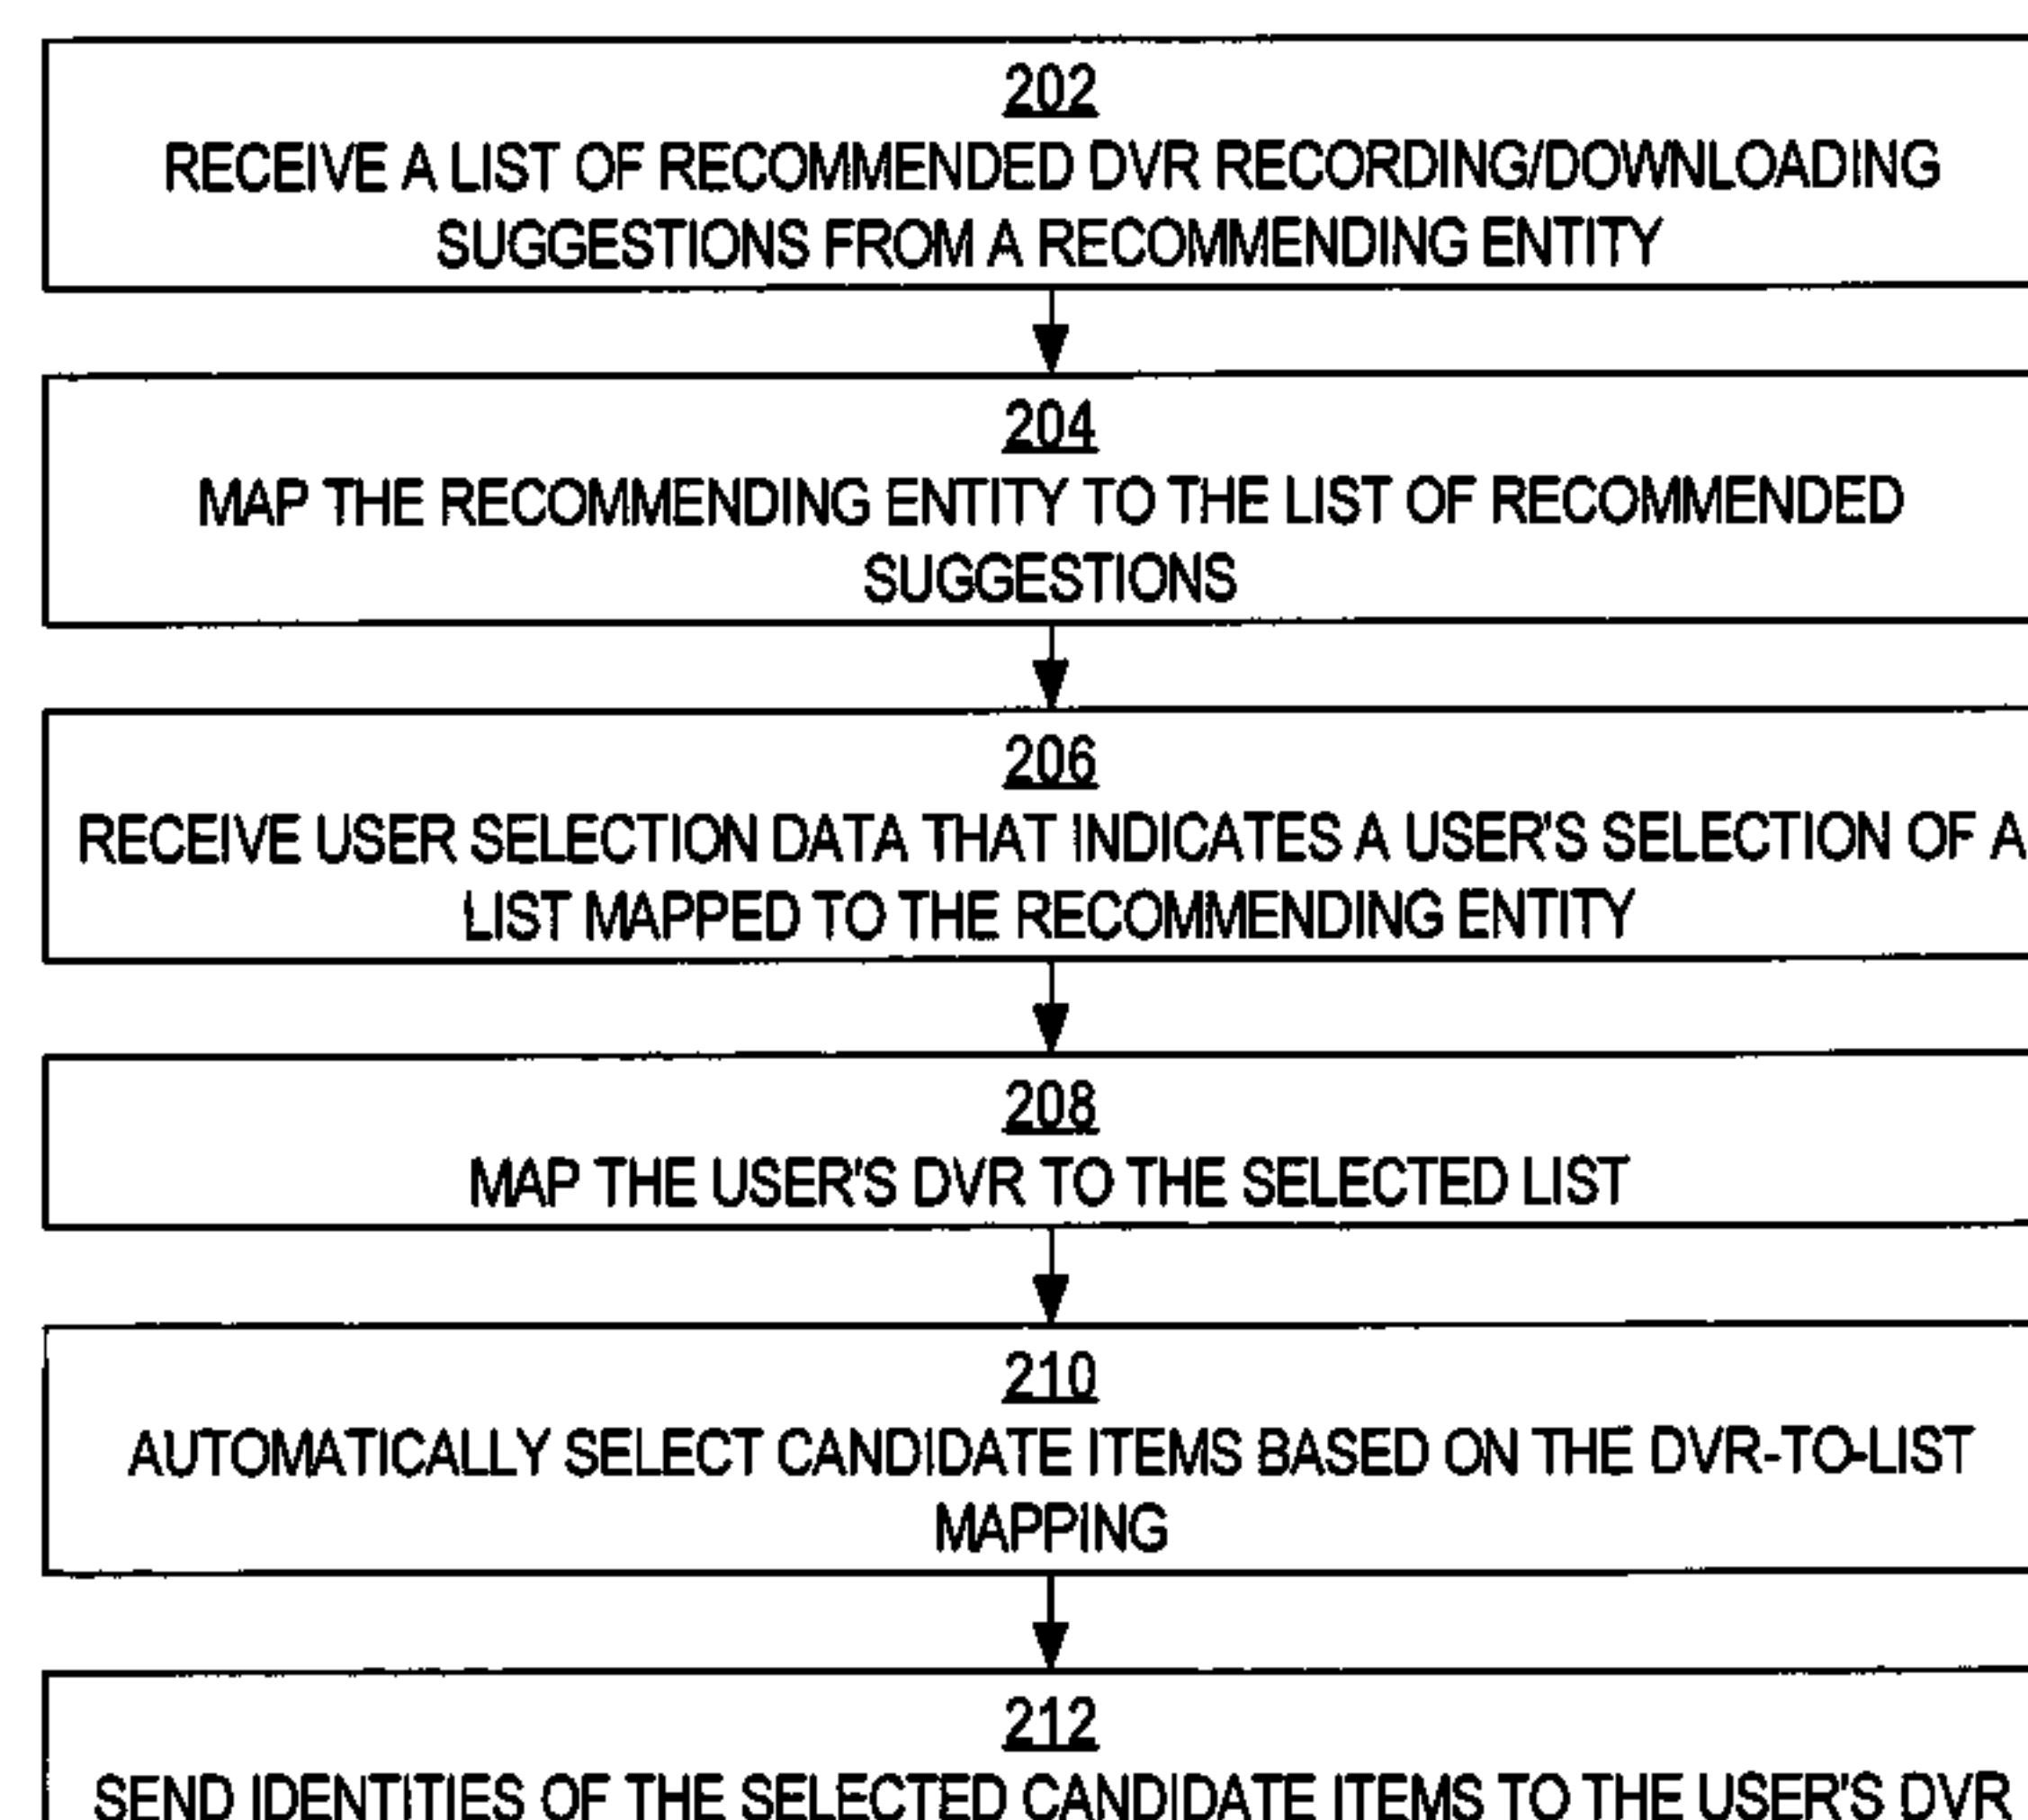 202
RECEIVE A LIST OF RECOMMENDED DVR RECORDING/DOWNLOADING
SUGGESTIONS FROM A RECOMMENDING ENTITY
204
MAP THE RECOMMENDING ENTITY TO THE LIST OF RECOMMENDED
SUGGESTIONS
206
RECEIVE USER SELECTION DATA THAT INDICATES A USER'S SELECTION OF A
LIST MAPPED TO THE RECOMMENDING ENTITY
208
MAP THE USER'S DVR TO THE SELECTED LIST
210
AUTOMATICALLY SELECT CANDIDATE ITEMS BASED ON THE DVR-TO-LIST
MAPPING
212
SEND IDENTITIES OF THE SELECTED CANDIDATE ITEMS TO THE USER'S DVR